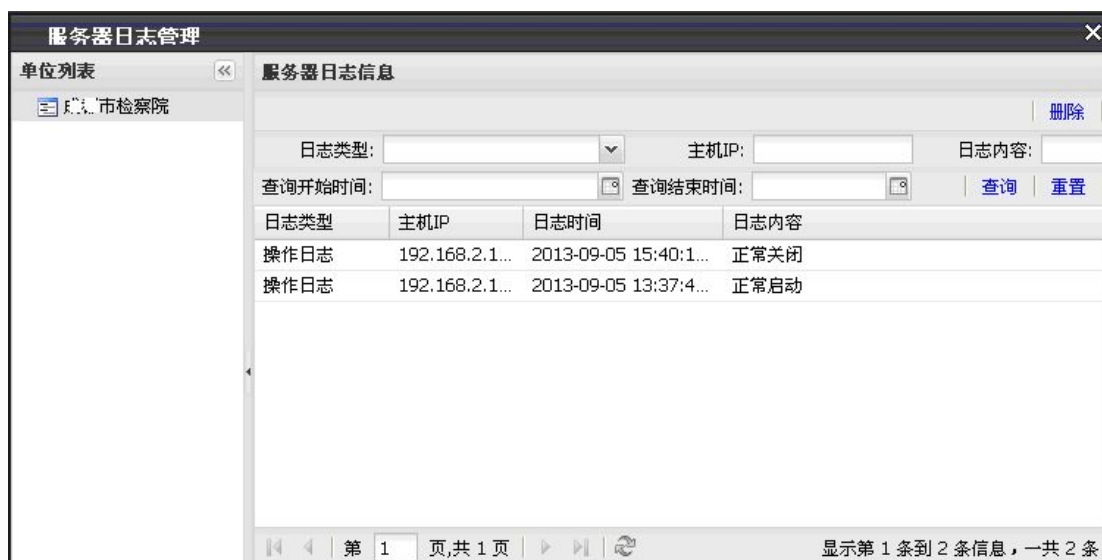 服务器日志管理
单位列表
市检察院
服务器日志信息
删除
日志类型: 主机IP: 日志内容:
查询开始时间: 查询结束时间: 查询 重置
日志类型 主机IP 日志时间 日志内容
操作日志 192.168.2.1... 2013-09-05 15:40:1... 正常关闭
操作日志 192.168.2.1... 2013-09-05 13:37:4... 正常启动
第 1 页,共 1 页 显示第 1 条到 2 条信息，一共 2 条